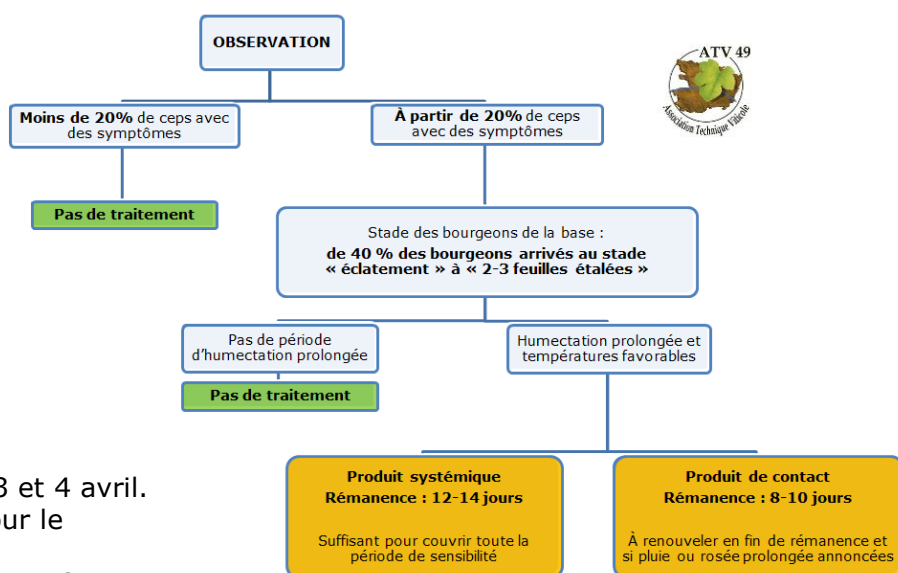 OBSERVATION
ATV 49
Association Technique Viticole
Moins de 20% de ceps avec
des symptômes
À partir de 20% de ceps
avec des symptômes
Pas de traitement
Stade des bourgeons de la base :
de 40 % des bourgeons arrivés au stade
« éclatement » à « 2-3 feuilles étalées »
Pas de période
d'humectation prolongée
Humectation prolongée et
températures favorables
Pas de traitement
Produit systémique
Rémanence : 12-14 jours
Suffisant pour couvrir toute la
période de sensibilité
Produit de contact
Rémanence : 8-10 jours
À renouveler en fin de rémanence et
si pluie ou rosée prolongée annoncées
3 et 4 avril.
our le